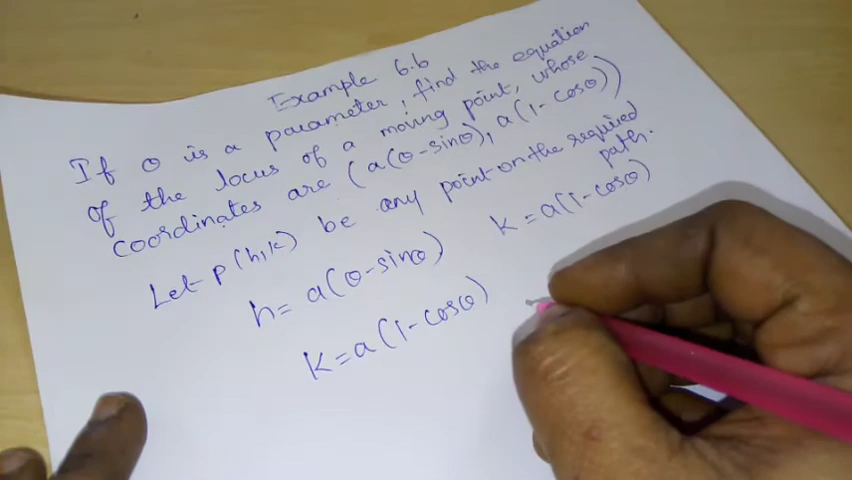 Example 6.6
If θ is a parameter, find the equation
of the locus of a moving point, whose
coordinates are (a(θ-sinθ), a(1-cosθ))
Let P(h,k) be any point on the required
path.
h= a(θ-sinθ) k=a(1-cosθ)
k=a(1-cosθ)